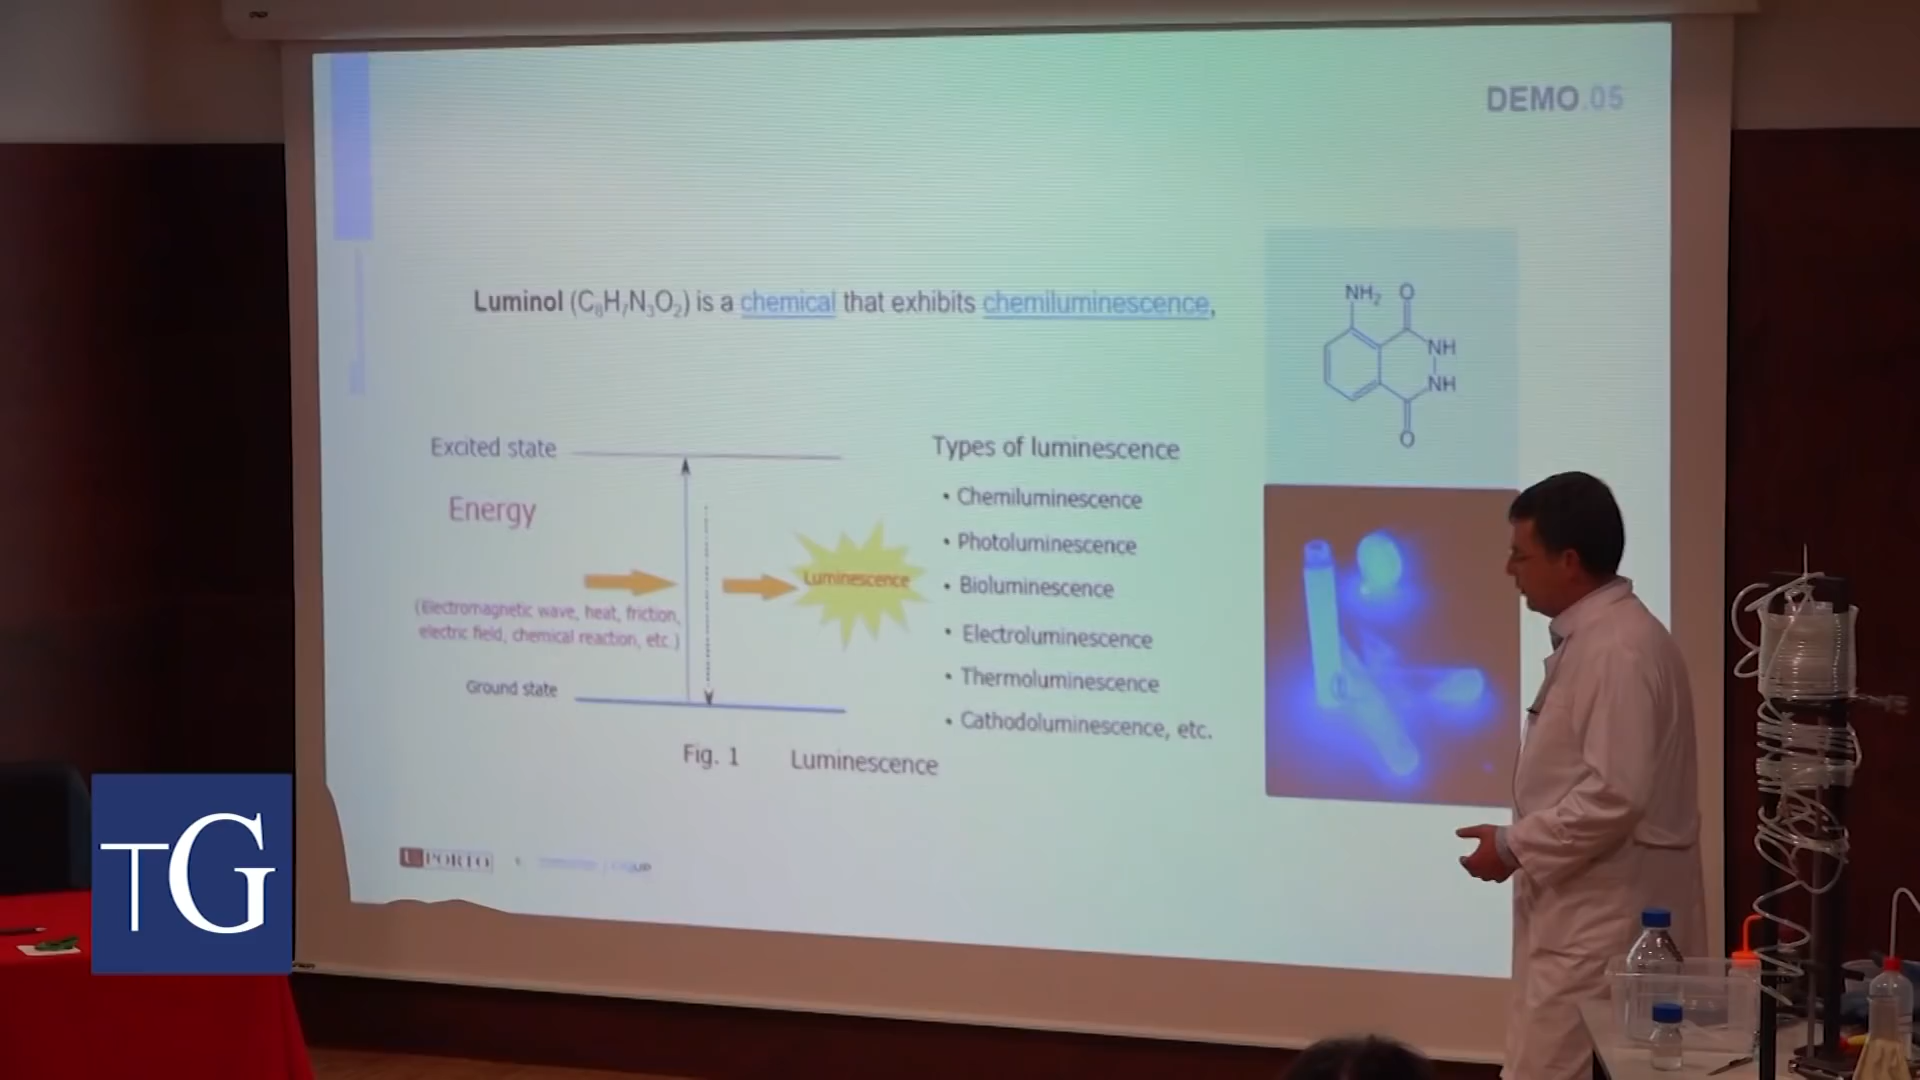 DEMO.05
Luminol (C₈H₇N₃O₂) is a chemical that exhibits chemiluminescence,
NH₂ O
NH
NH
O
Excited state
Energy
(Electromagnetic wave, heat, friction,
electric field, chemical reaction, etc.)
Luminescence
Ground state
Fig. 1 Luminescence
Types of luminescence
• Chemiluminescence
• Photoluminescence
• Bioluminescence
• Electroluminescence
• Thermoluminescence
• Cathodoluminescence, etc.
U.PORTO
TG